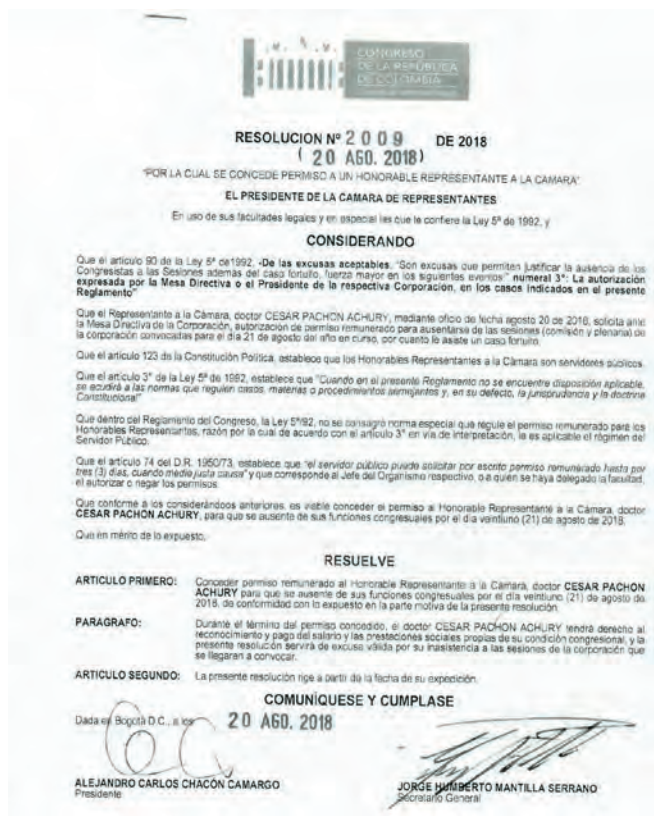 CONGRESO
DE LA REPÚBLICA
DE COLOMBIA
RESOLUCION Nº 2009 DE 2018
( 20 AGO. 2018)
"POR LA CUAL SE CONCEDE PERMISO A UN HONORABLE REPRESENTANTE A LA CAMARA"
EL PRESIDENTE DE LA CAMARA DE REPRESENTANTES
En uso de sus facultades legales y en especial las que le confiere la Ley 5ª de 1992, y
CONSIDERANDO
Que el artículo 90 de la Ley 5ª de1992, -De las excusas aceptables. "Son excusas que permiten justificar la ausencia de los
Congresistas a las Sesiones además del caso fortuito, fuerza mayor en los siguientes eventos" numeral 3°: La autorización
expresada por la Mesa Directiva o el Presidente de la respectiva Corporación, en los casos indicados en el presente
Reglamento"
Que el Representante a la Cámara, doctor CESAR PACHON ACHURY, mediante oficio de fecha agosto 20 de 2018, solicita ante
la Mesa Directiva de la Corporación, autorización de permiso remunerado para ausentarse de las sesiones (comisión y plenaria) de
la corporación convocadas para el día 21 de agosto del año en curso, por cuanto le asiste un caso fortuito.
Que el artículo 123 de la Constitución Política, establece que los Honorables Representantes a la Cámara son servidores públicos.
Que el artículo 3° de la Ley 5ª de 1992, establece que "Cuando en el presente Reglamento no se encuentre disposición aplicable,
se acudirá a las normas que regulen casos, materias o procedimientos semejantes y, en su defecto, la jurisprudencia y la doctrina
Constitucional"
Que dentro del Reglamento del Congreso, la Ley 5ª/92, no se consagró norma especial que regule el permiso remunerado para los
Honorables Representantes, razón por la cual de acuerdo con el artículo 3° en vía de interpretación, le es aplicable el régimen del
Servidor Público.
Que el artículo 74 del D.R. 1950/73, establece que "el servidor público puede solicitar por escrito permiso remunerado hasta por
tres (3) días, cuando medie justa causa" y que corresponde al Jefe del Organismo respectivo, o a quien se haya delegado la facultad,
el autorizar o negar los permisos.
Que conforme a los considerandos anteriores, es viable conceder el permiso al Honorable Representante a la Cámara, doctor
CESAR PACHON ACHURY, para que se ausente de sus funciones congresuales por el día veintiuno (21) de agosto de 2018.
Que en mérito de lo expuesto,
RESUELVE
ARTICULO PRIMERO: Conceder permiso remunerado al Honorable Representante a la Cámara, doctor CESAR PACHON
ACHURY para que se ausente de sus funciones congresuales por el día veintiuno (21) de agosto de
2018, de conformidad con lo expuesto en la parte motiva de la presente resolución.
PARAGRAFO: Durante el término del permiso concedido, el doctor CESAR PACHON ACHURY tendrá derecho al
reconocimiento y pago del salario y las prestaciones sociales propias de su condición congresional, y la
presente resolución servirá de excusa válida por su inasistencia a las sesiones de la corporación que
se llegaren a convocar.
ARTICULO SEGUNDO: La presente resolución rige a partir de la fecha de su expedición.
COMUNÍQUESE Y CUMPLASE
Dada en Bogotá D.C., a los 20 AGO. 2018
ALEJANDRO CARLOS CHACÓN CAMARGO
Presidente
JORGE HUMBERTO MANTILLA SERRANO
Secretario General